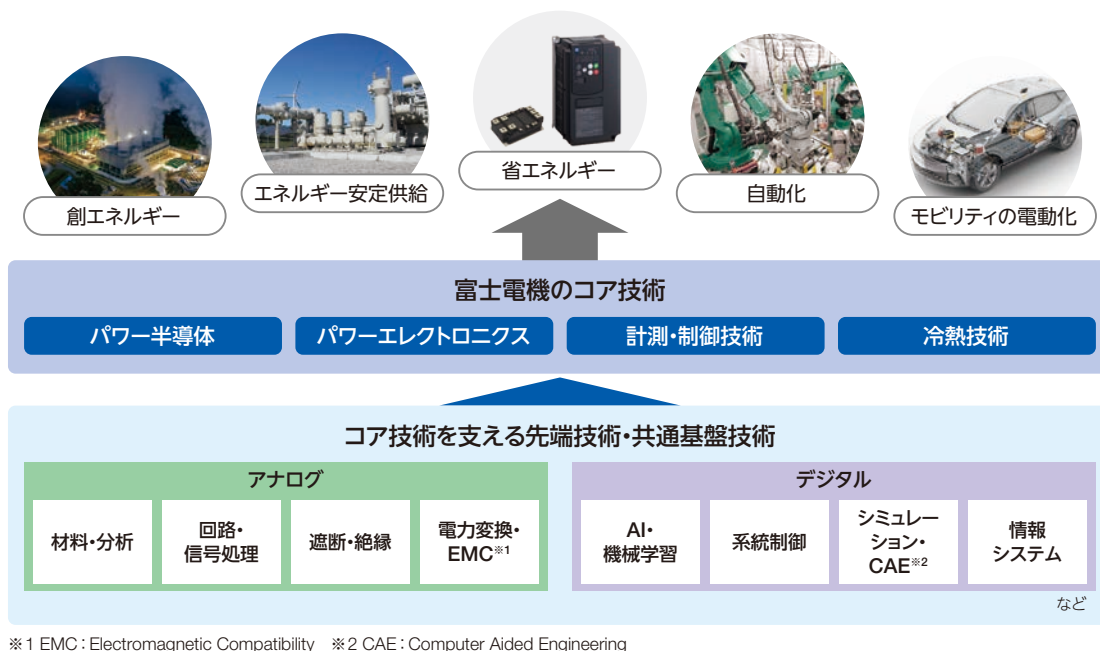 創エネルギー
エネルギー安定供給
省エネルギー
自動化
モビリティの電動化
富士電機のコア技術
パワー半導体
パワーエレクトロニクス
計測・制御技術
冷熱技術
コア技術を支える先端技術・共通基盤技術
アナログ
材料・分析
回路・
信号処理
遮断・絶縁
電力変換・
EMC※1
デジタル
AI・
機械学習
系統制御
シミュレー
ション・
CAE※2
情報
システム
など
※1 EMC：Electromagnetic Compatibility ※2 CAE：Computer Aided Engineering